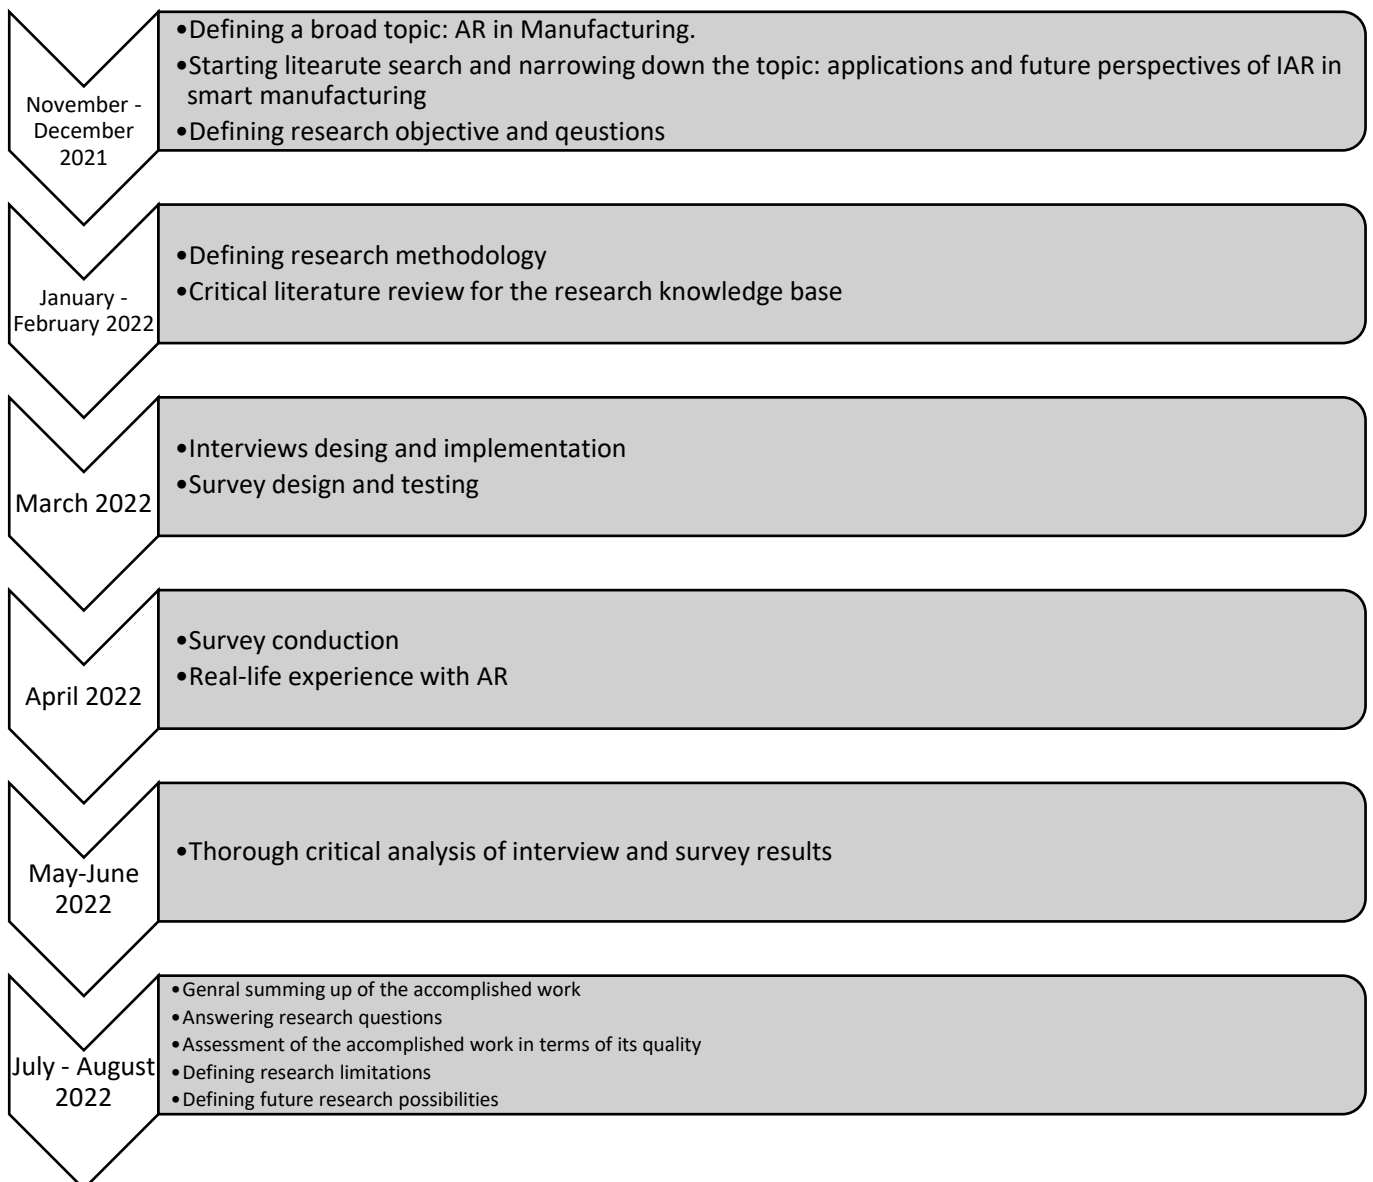 November -
December
2021
•Defining a broad topic: AR in Manufacturing.
•Starting litearute search and narrowing down the topic: applications and future perspectives of IAR in
smart manufacturing
•Defining research objective and qeustions
January -
February 2022
•Defining research methodology
•Critical literature review for the research knowledge base
March 2022
•Interviews desing and implementation
•Survey design and testing
April 2022
•Survey conduction
•Real-life experience with AR
May-June
2022
•Thorough critical analysis of interview and survey results
July - August
2022
•Genral summing up of the accomplished work
•Answering research questions
•Assessment of the accomplished work in terms of its quality
•Defining research limitations
•Defining future research possibilities